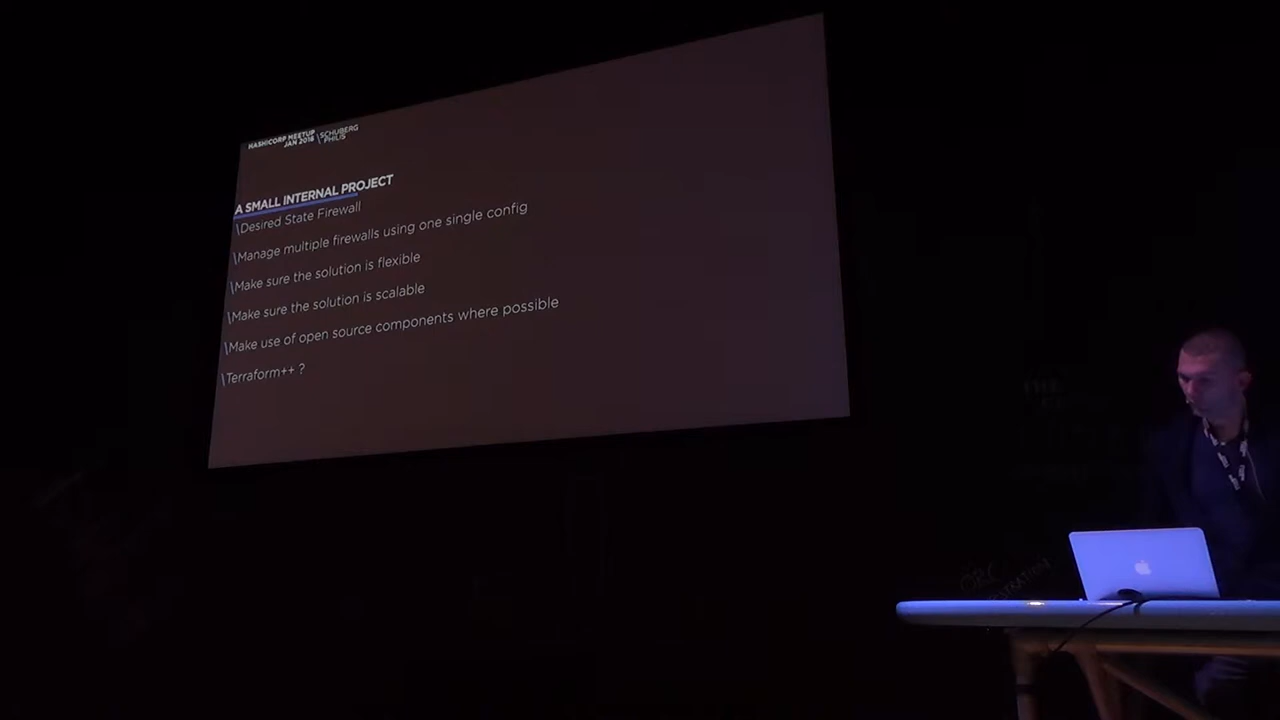 HASHICORP MEETUP
JAN 2016
\SCHUBERG
PHILIS
A SMALL INTERNAL PROJECT
\Desired State Firewall
\Manage multiple firewalls using one single config
\Make sure the solution is flexible
\Make sure the solution is scalable
\Make use of open source components where possible
\Terraform++ ?